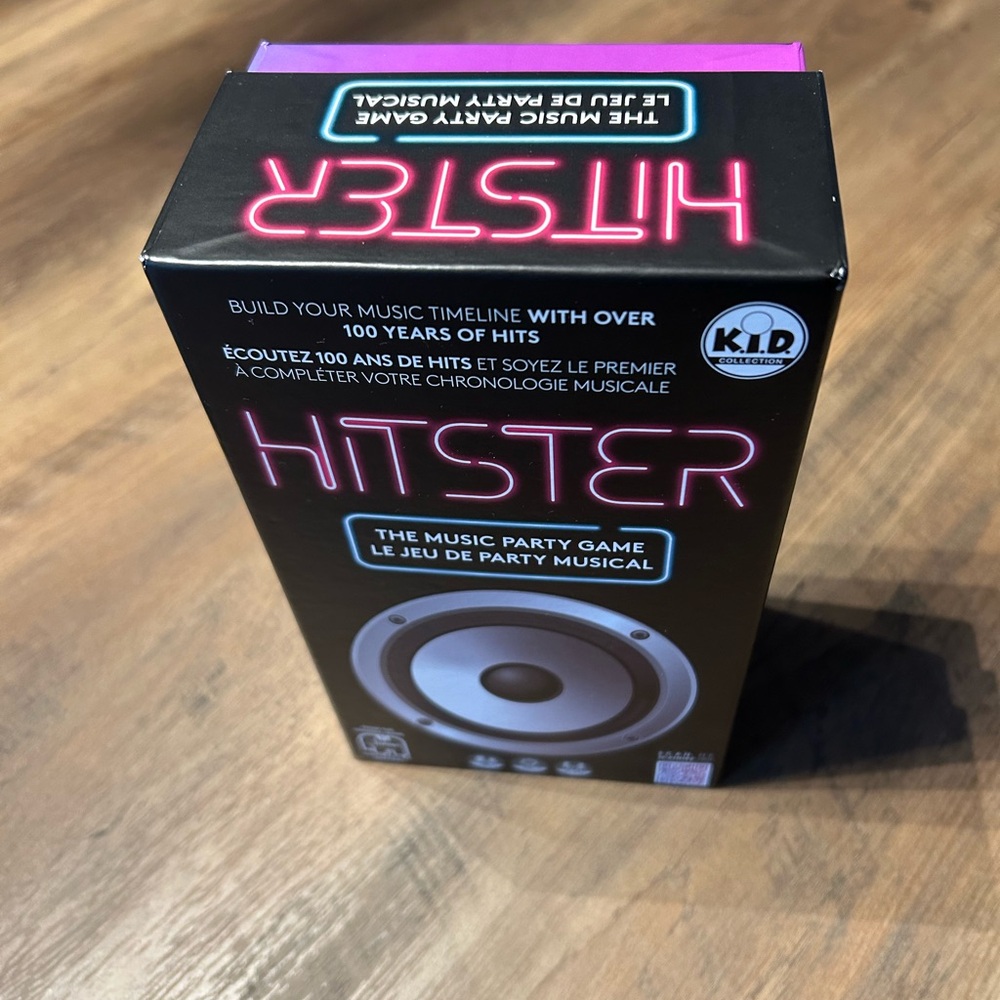 THE MUSIC PARTY GAME
LE JEU DE PARTY MUSICAL
HITSTER
BUILD YOUR MUSIC TIMELINE WITH OVER
100 YEARS OF HITS
ÉCOUTEZ 100 ANS DE HITS ET SOYEZ LE PREMIER
À COMPLÉTER VOTRE CHRONOLOGIE MUSICALE
K.I.D.
COLLECTION
HITSTER
THE MUSIC PARTY GAME
LE JEU DE PARTY MUSICAL